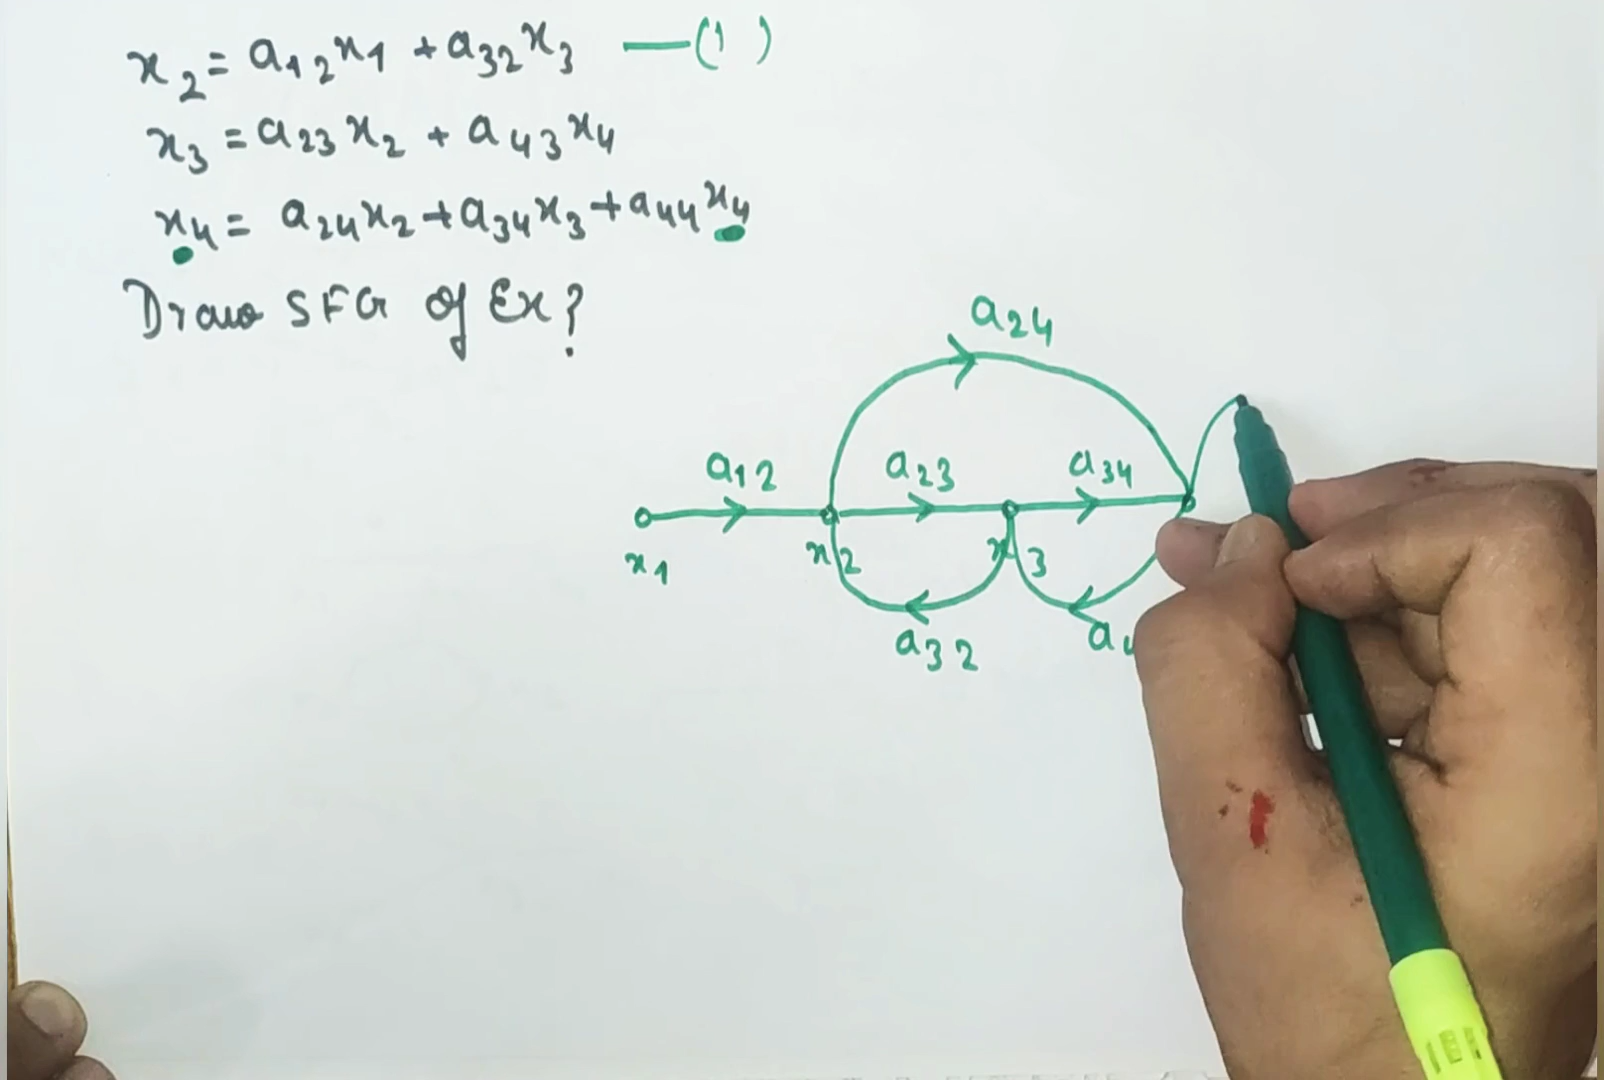 x₂ = a₁₂x₁ + a₃₂x₃ —(1)
x₃ = a₂₃x₂ + a₄₃x₄
x₄ = a₂₄x₂ + a₃₄x₃ + a₄₄x₄
Draw SFG of Ex?
a₂₄
a₁₂ a₂₃ a₃₄
x₁ x₂ x₃
a₃₂